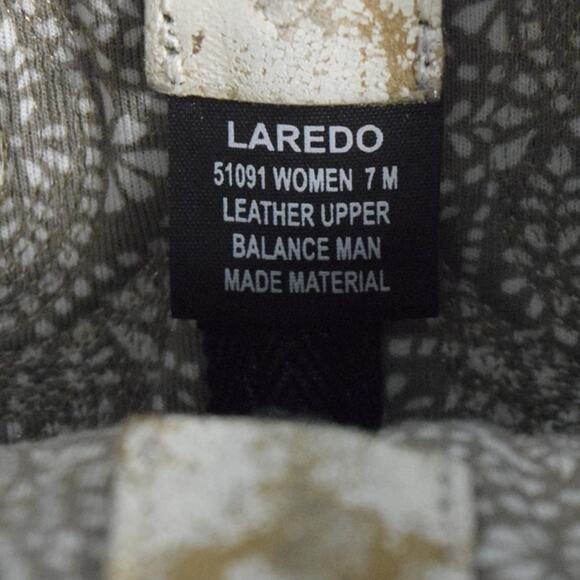 LAREDO
51091 WOMEN 7 M
LEATHER UPPER
BALANCE MAN
MADE MATERIAL